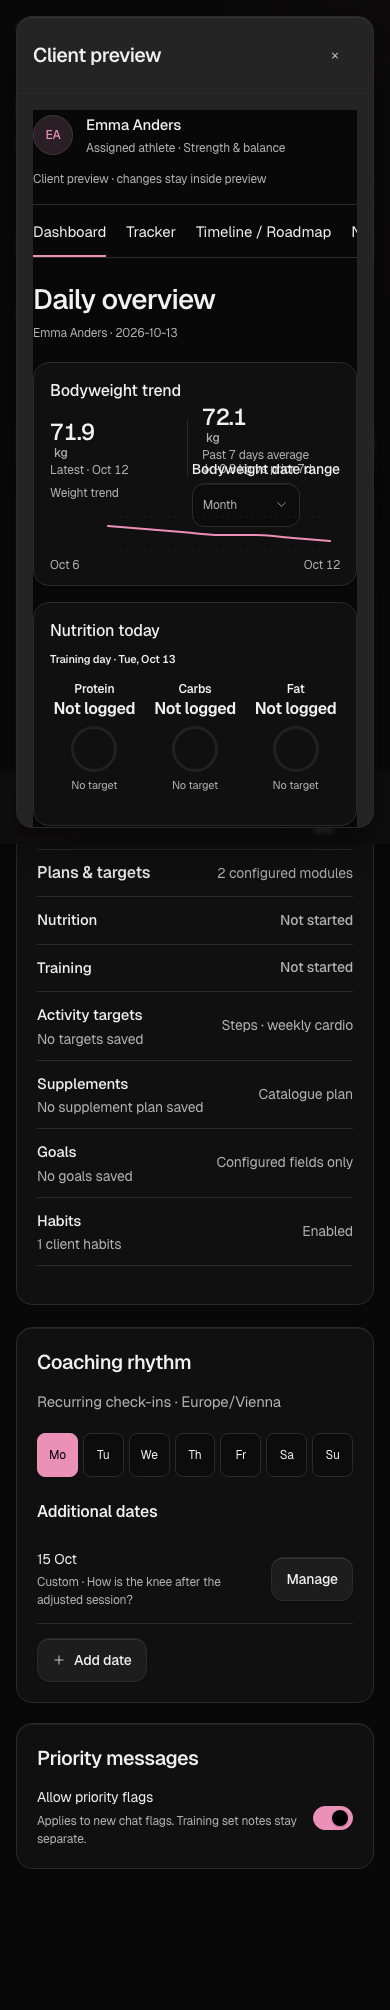 Client preview
×
EA
Emma Anders
Assigned athlete · Strength & balance
Client preview · changes stay inside preview
Dashboard Tracker Timeline / Roadmap
Daily overview
Emma Anders · 2026-10-13
Bodyweight trend
71.9
kg
Latest · Oct 12
72.1
kg
Past 7 days average
Bodyweight date range
Weight trend
Month
Oct 6 Oct 12
Nutrition today
Training day · Tue, Oct 13
Protein Carbs Fat
Not logged Not logged Not logged
No target No target No target
Plans & targets 2 configured modules
Nutrition Not started
Training Not started
Activity targets
No targets saved
Steps · weekly cardio
Supplements
No supplement plan saved
Catalogue plan
Goals
No goals saved
Configured fields only
Habits
1 client habits
Enabled
Coaching rhythm
Recurring check-ins · Europe/Vienna
Mo Tu We Th Fr Sa Su
Additional dates
15 Oct
Custom · How is the knee after the
adjusted session?
Manage
+ Add date
Priority messages
Allow priority flags
Applies to new chat flags. Training set notes stay
separate.